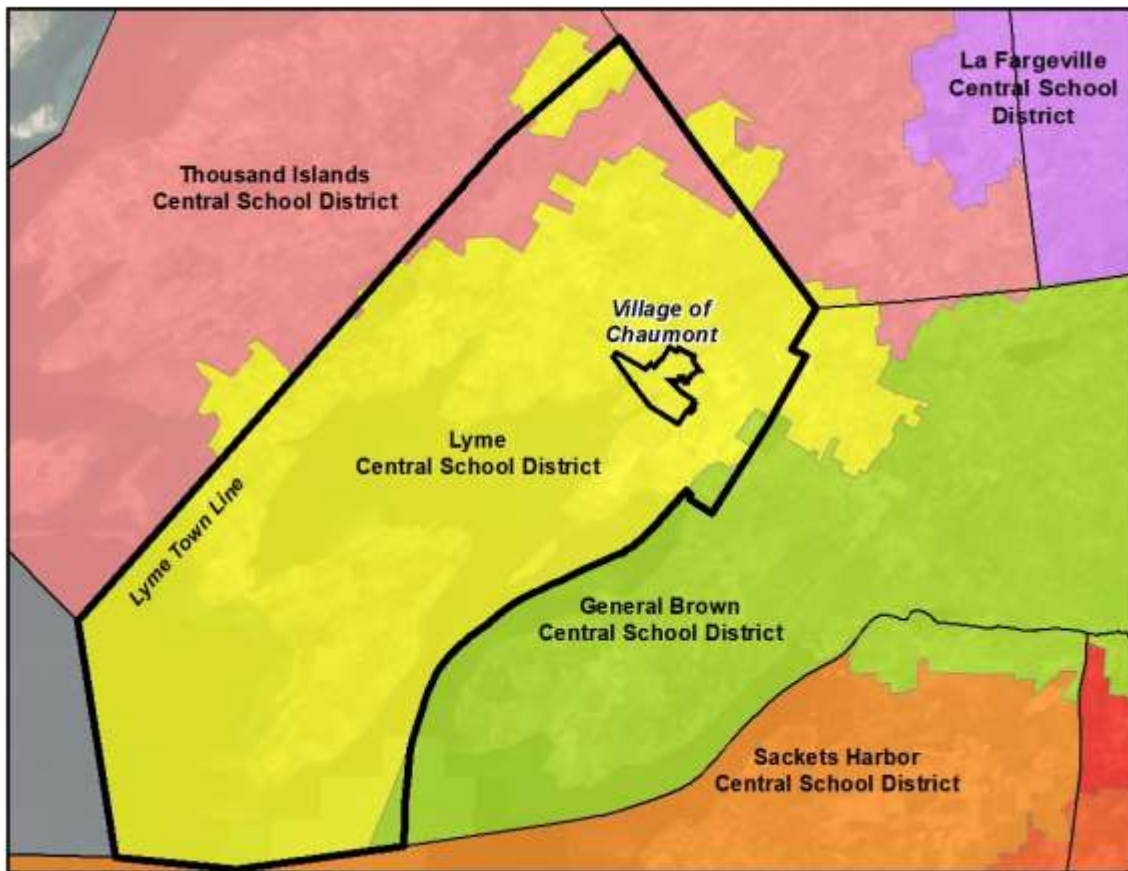 La Fargeville
Central School
District
Thousand Islands
Central School District
Village of
Chaumont
Lyme
Central School District
Lyme Town Line
General Brown
Central School District
Sackets Harbor
Central School District